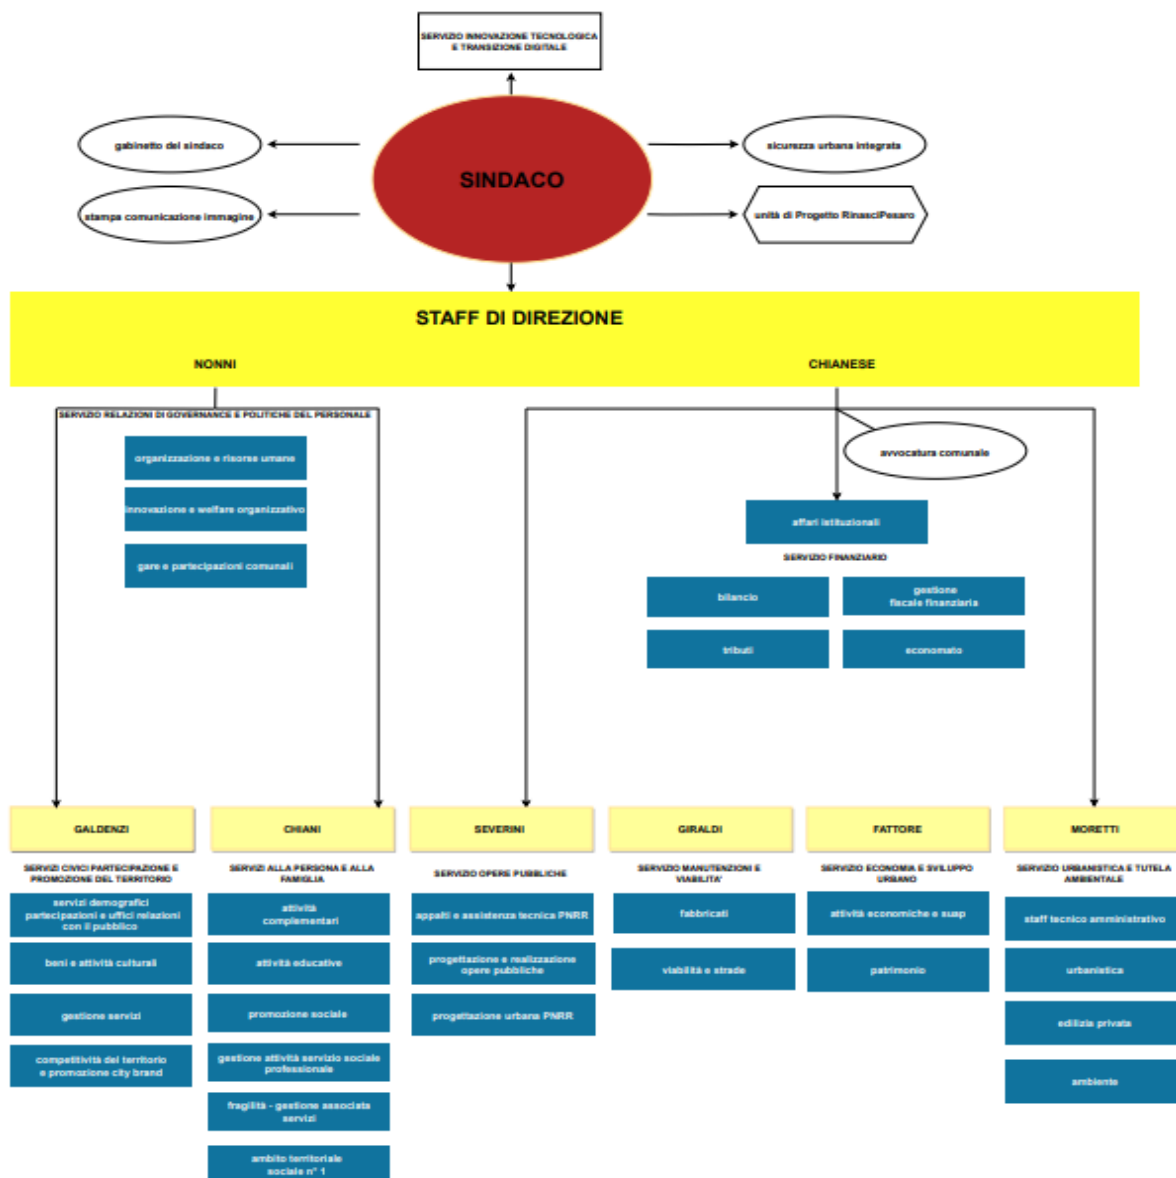 SERVIZIO INNOVAZIONE TECNOLOGICA
E TRANSIZIONE DIGITALE
gabinetto del sindaco
sicurezza urbana integrata
SINDACO
stampa comunicazione immagine
unità di Progetto RinasciPesaro
STAFF DI DIREZIONE
NONNI
CHIANESE
SERVIZIO RELAZIONI DI GOVERNANCE E POLITICHE DEL PERSONALE
organizzazione e risorse umane
innovazione e welfare organizzativo
gare e partecipazioni comunali
avvocatura comunale
affari istituzionali
SERVIZIO FINANZIARIO
bilancio
gestione
fiscale finanziaria
tributi
economato
GALDENZI
CHIANI
SEVERINI
GIRALDI
FATTORE
MORETTI
SERVIZI CIVICI PARTECIPAZIONE E
PROMOZIONE DEL TERRITORIO
servizi demografici
partecipazioni e uffici relazioni
con il pubblico
beni e attività culturali
gestione servizi
competitività del territorio
e promozione city brand
SERVIZI ALLA PERSONA E ALLA
FAMIGLIA
attività
complementari
attività educative
promozione sociale
gestione attività servizio sociale
professionale
fragilità - gestione associata
servizi
ambito territoriale
sociale n° 1
SERVIZIO OPERE PUBBLICHE
appalti e assistenza tecnica PNRR
progettazione e realizzazione
opere pubbliche
progettazione urbana PNRR
SERVIZIO MANUTENZIONI E
VIABILITA'
fabbricati
viabilità e strade
SERVIZIO ECONOMIA E SVILUPPO
URBANO
attività economiche e suap
patrimonio
SERVIZIO URBANISTICA E TUTELA
AMBIENTALE
staff tecnico amministrativo
urbanistica
edilizia privata
ambiente